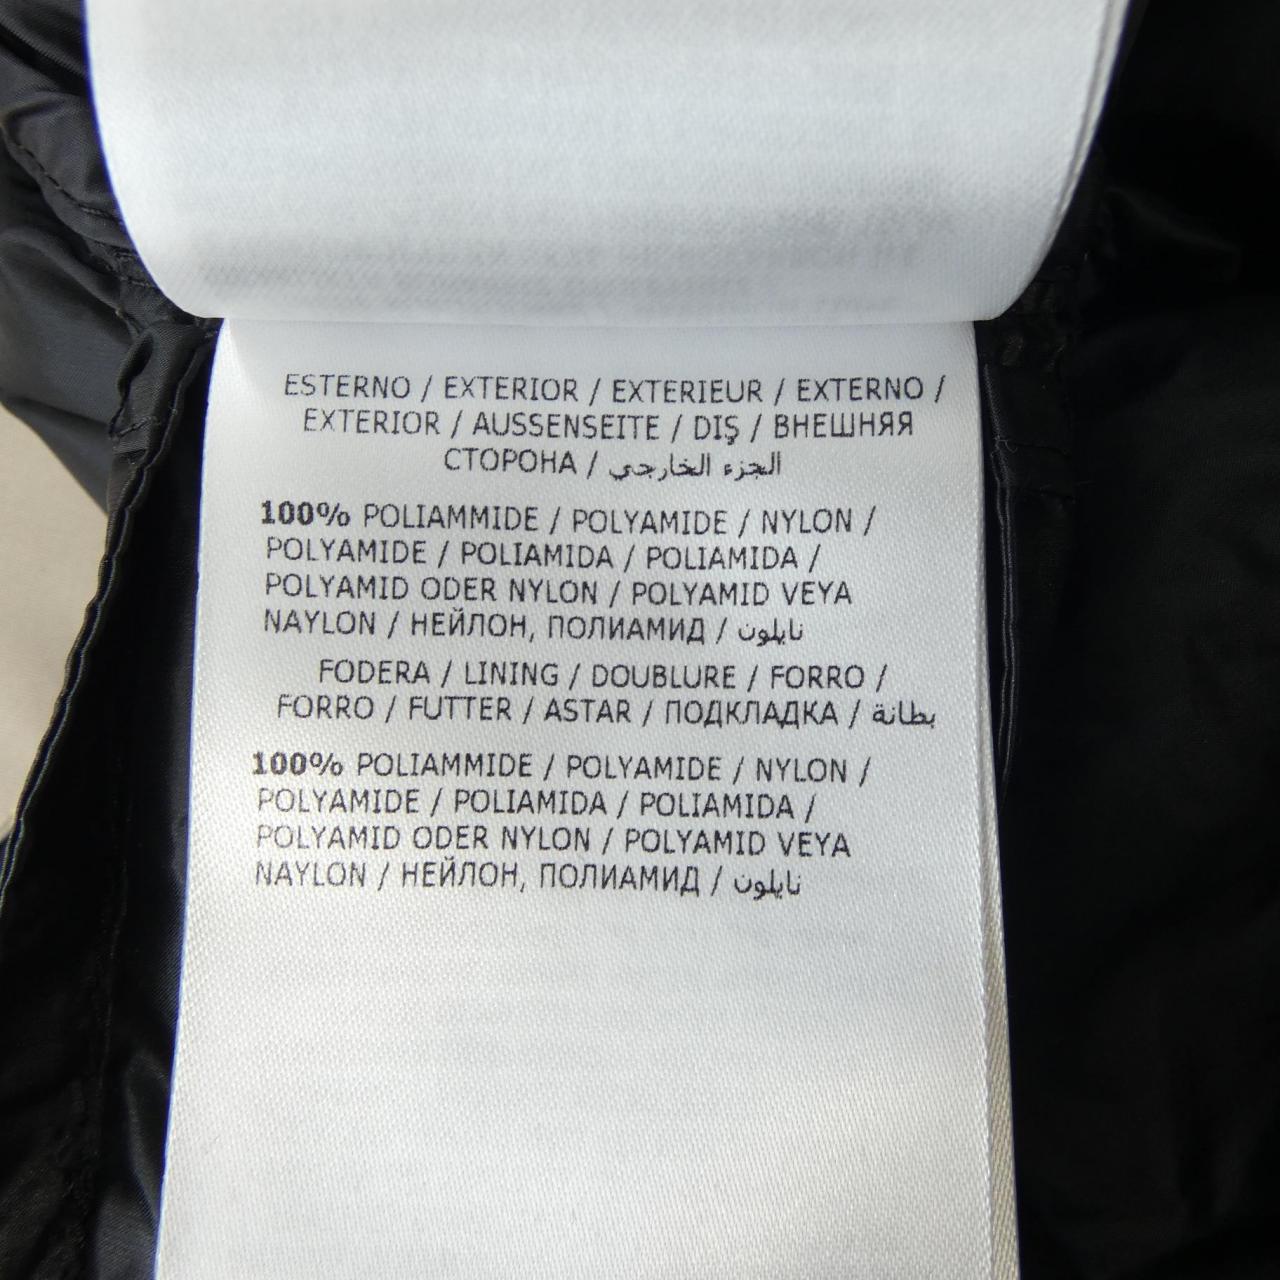 ESTERNO / EXTERIOR / EXTERIEUR / EXTERNO /
EXTERIOR / AUSSENSEITE / DIŞ / ВНЕШНЯЯ
СТОРОНА / الجزء الخارجي
100% POLIAMMIDE / POLYAMIDE / NYLON /
POLYAMIDE / POLIAMIDA / POLIAMIDA /
POLYAMID ODER NYLON / POLYAMID VEYA
NAYLON / НЕЙЛОН, ПОЛИАМИД / نايلون
FODERA / LINING / DOUBLURE / FORRO /
FORRO / FUTTER / ASTAR / ПОДКЛАДКА / بطانة
100% POLIAMMIDE / POLYAMIDE / NYLON /
POLYAMIDE / POLIAMIDA / POLIAMIDA /
POLYAMID ODER NYLON / POLYAMID VEYA
NAYLON / НЕЙЛОН, ПОЛИАМИД / نايلون